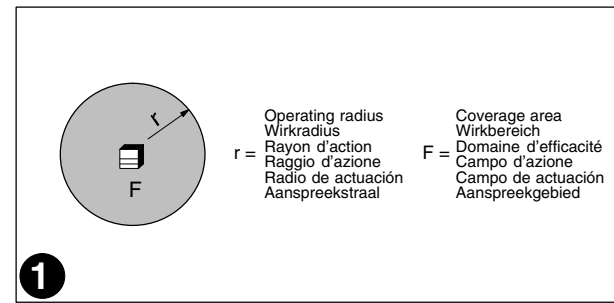 r
F
r =
Operating radius
Wirkradius
Rayon d'action
Raggio d'azione
Radio de actuación
Aanspreekstraal
F =
Coverage area
Wirkbereich
Domaine d'efficacité
Campo d'azione
Campo de actuación
Aanspreekgebied
1